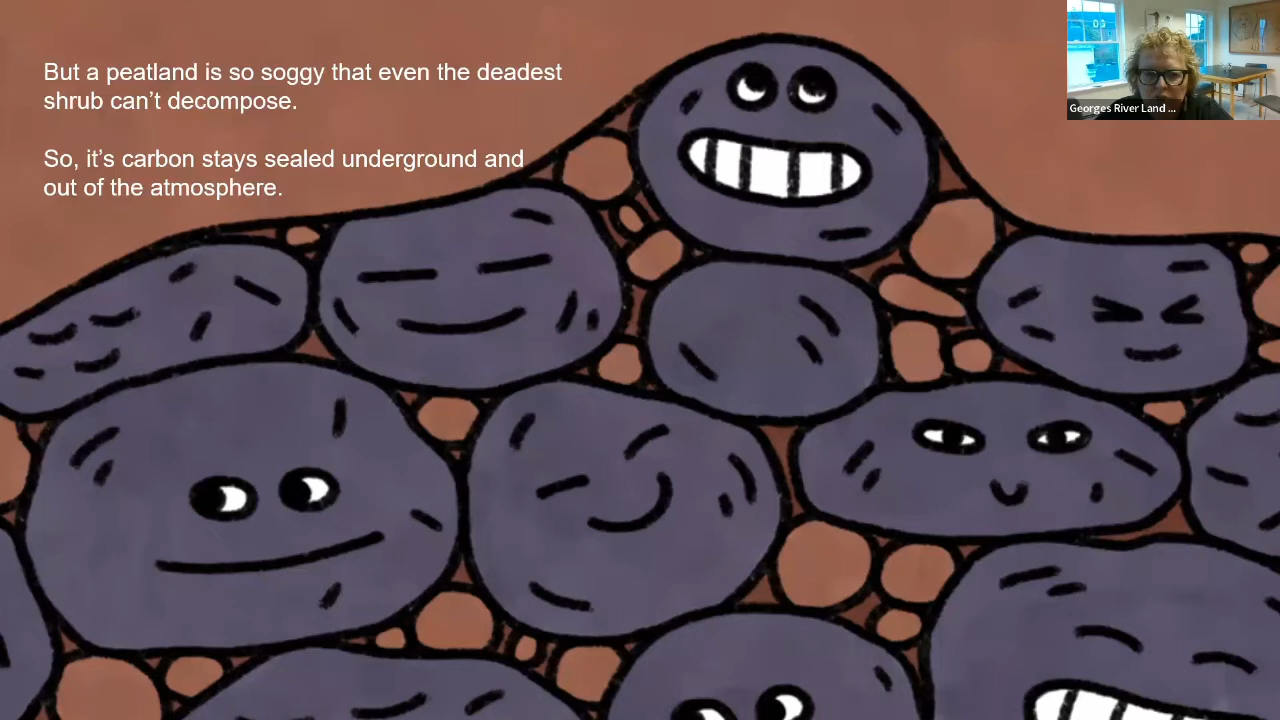 But a peatland is so soggy that even the deadest
shrub can’t decompose.
So, it’s carbon stays sealed underground and
out of the atmosphere.
Georges River Land ...